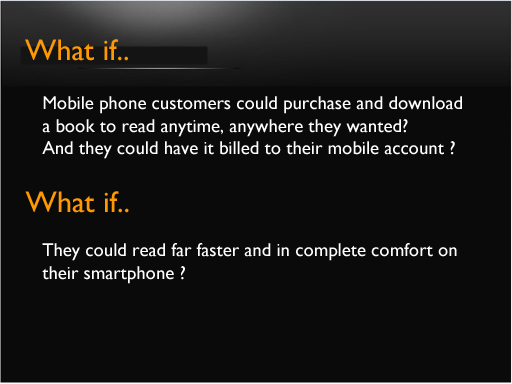 What if..
Mobile phone customers could purchase and download
a book to read anytime, anywhere they wanted?
And they could have it billed to their mobile account ?
What if..
They could read far faster and in complete comfort on
their smartphone ?